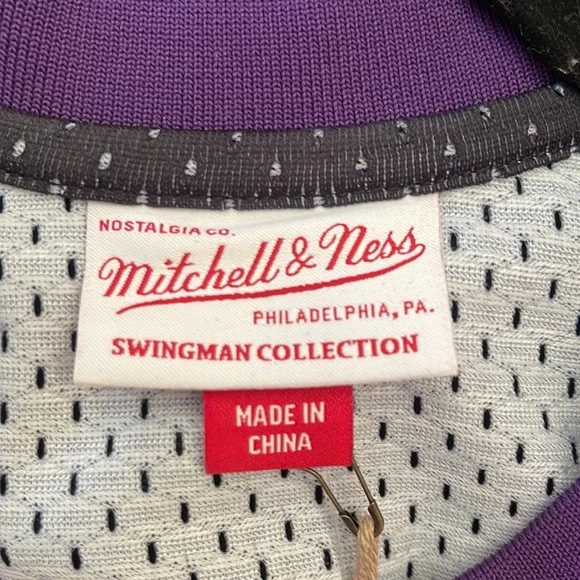 NOSTALGIA CO.
Mitchell & Ness
PHILADELPHIA, PA.
SWINGMAN COLLECTION
MADE IN
CHINA